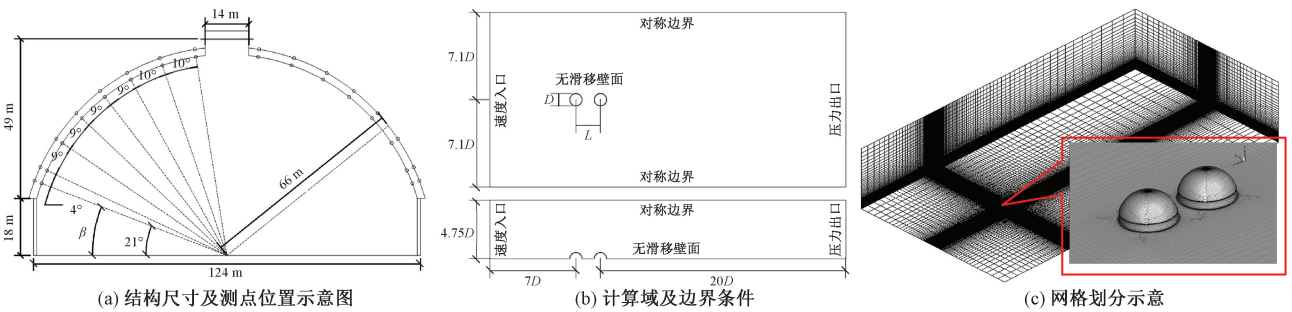 14 m
49 m
18 m
10°
10°
9°
9°
9°
9°
9°
4°
β
21°
66 m
124 m
(a) 结构尺寸及测点位置示意图
对称边界
7.1D
7.1D
速度入口
无滑移壁面
D
L
压力出口
对称边界
4.75D
速度入口
对称边界
无滑移壁面
压力出口
7D
20D
(b) 计算域及边界条件
(c) 网格划分示意